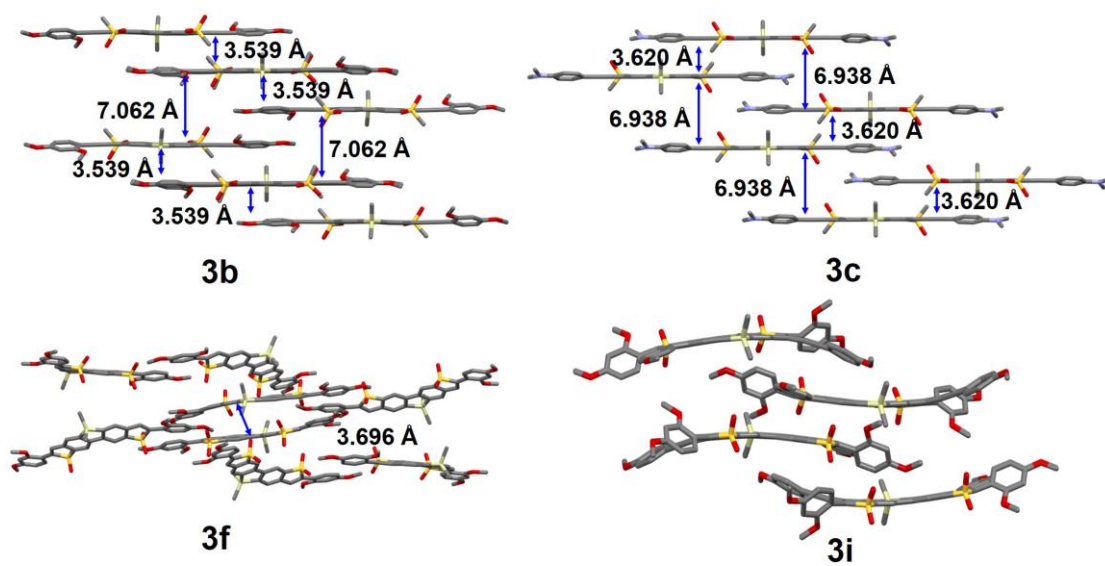 3.539 Å
3.539 Å
7.062 Å
7.062 Å
3.539 Å
3.539 Å
3b
3.620 Å
6.938 Å
6.938 Å
3.620 Å
6.938 Å
3.620 Å
3c
3.696 Å
3f
3i